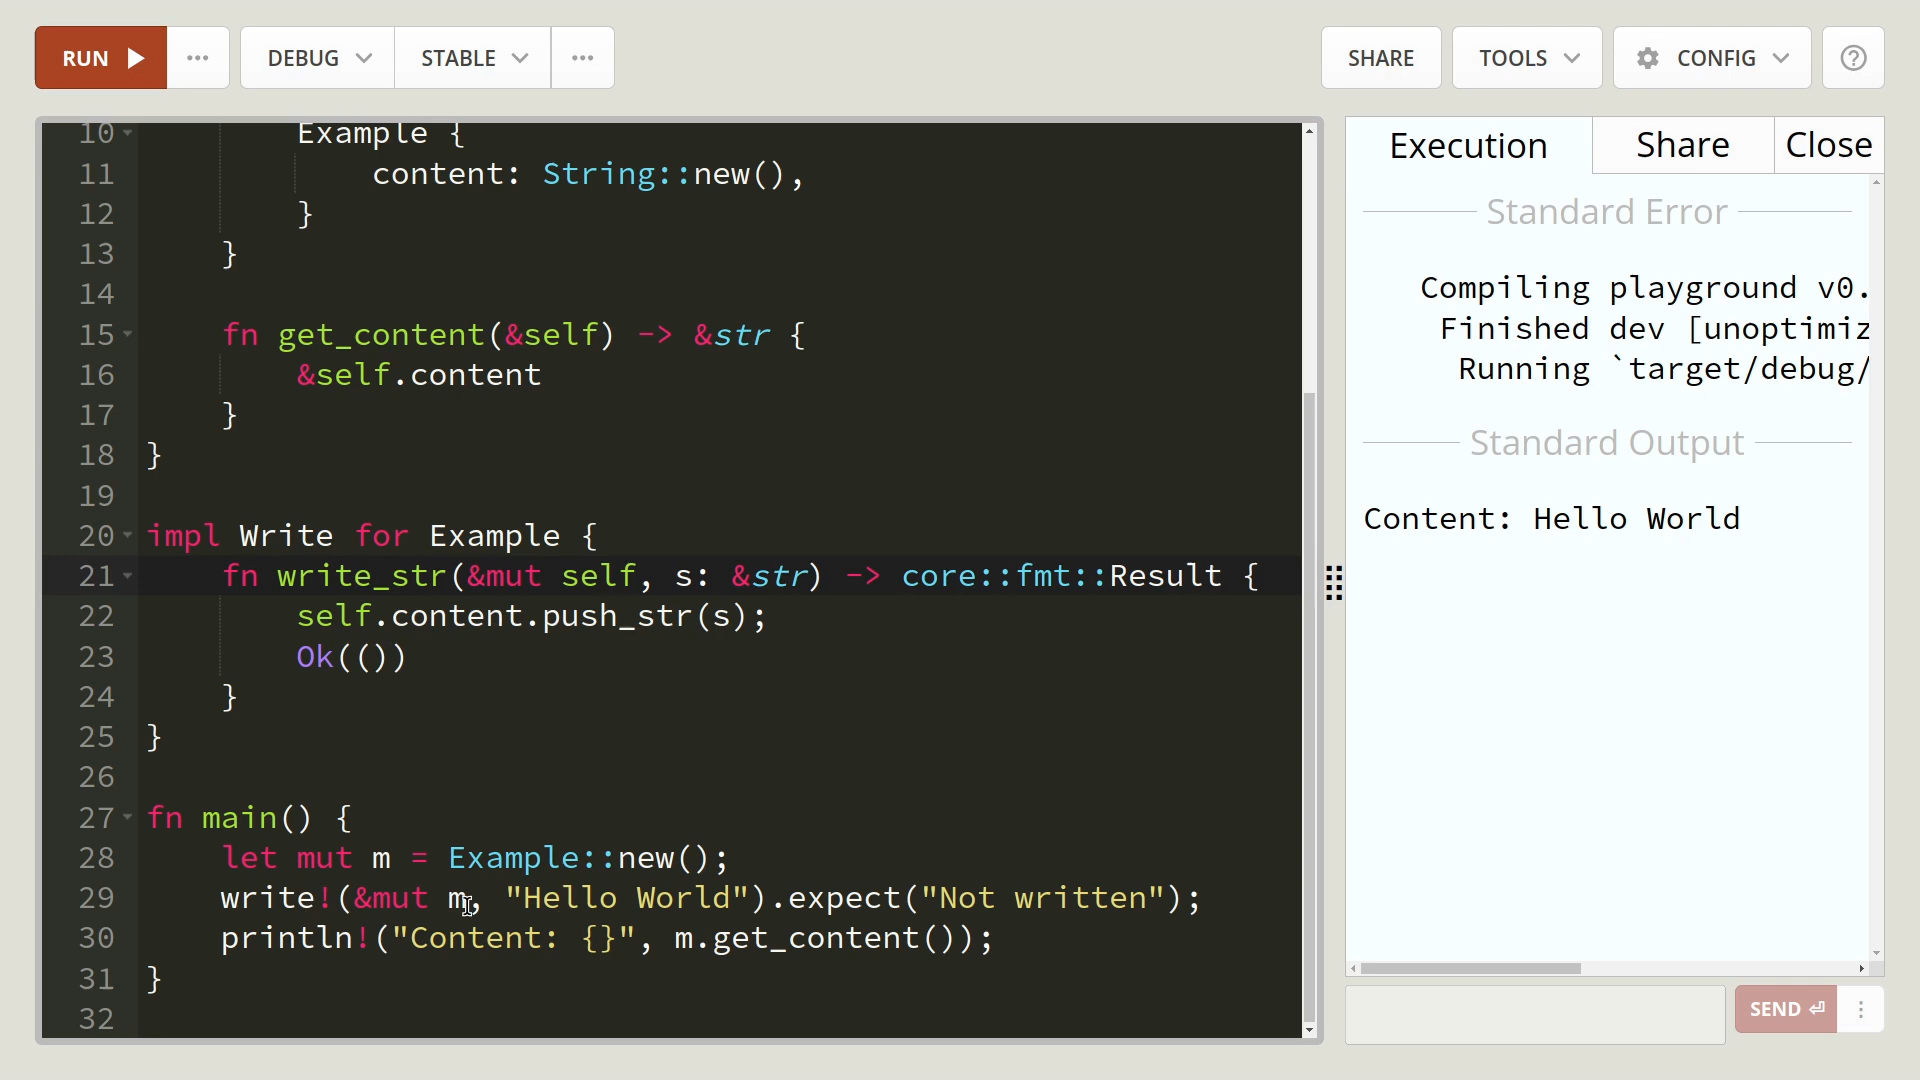 RUN ▶ ••• DEBUG STABLE ••• SHARE TOOLS CONFIG ?
10 Example {
11 content: String::new(),
12 }
13 }
14
15 fn get_content(&self) -> &str {
16 &self.content
17 }
18 }
19
20 impl Write for Example {
21 fn write_str(&mut self, s: &str) -> core::fmt::Result {
22 self.content.push_str(s);
23 Ok(())
24 }
25 }
26
27 fn main() {
28 let mut m = Example::new();
29 write!(&mut m, "Hello World").expect("Not written");
30 println!("Content: {}", m.get_content());
31 }
32
Execution Share Close
Standard Error
Compiling playground v0.
Finished dev [unoptimiz
Running `target/debug/
Standard Output
Content: Hello World
SEND ⏎